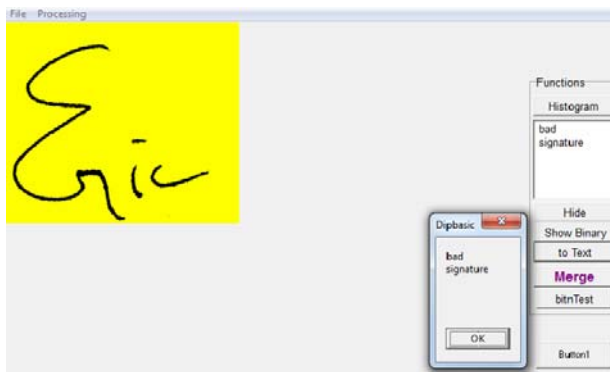 File Processing
Eric
Functions
Histogram
bad
signature
Hide
Show Binary
to Text
Merge
bitnTest
Button1
Dipbasic
bad
signature
OK